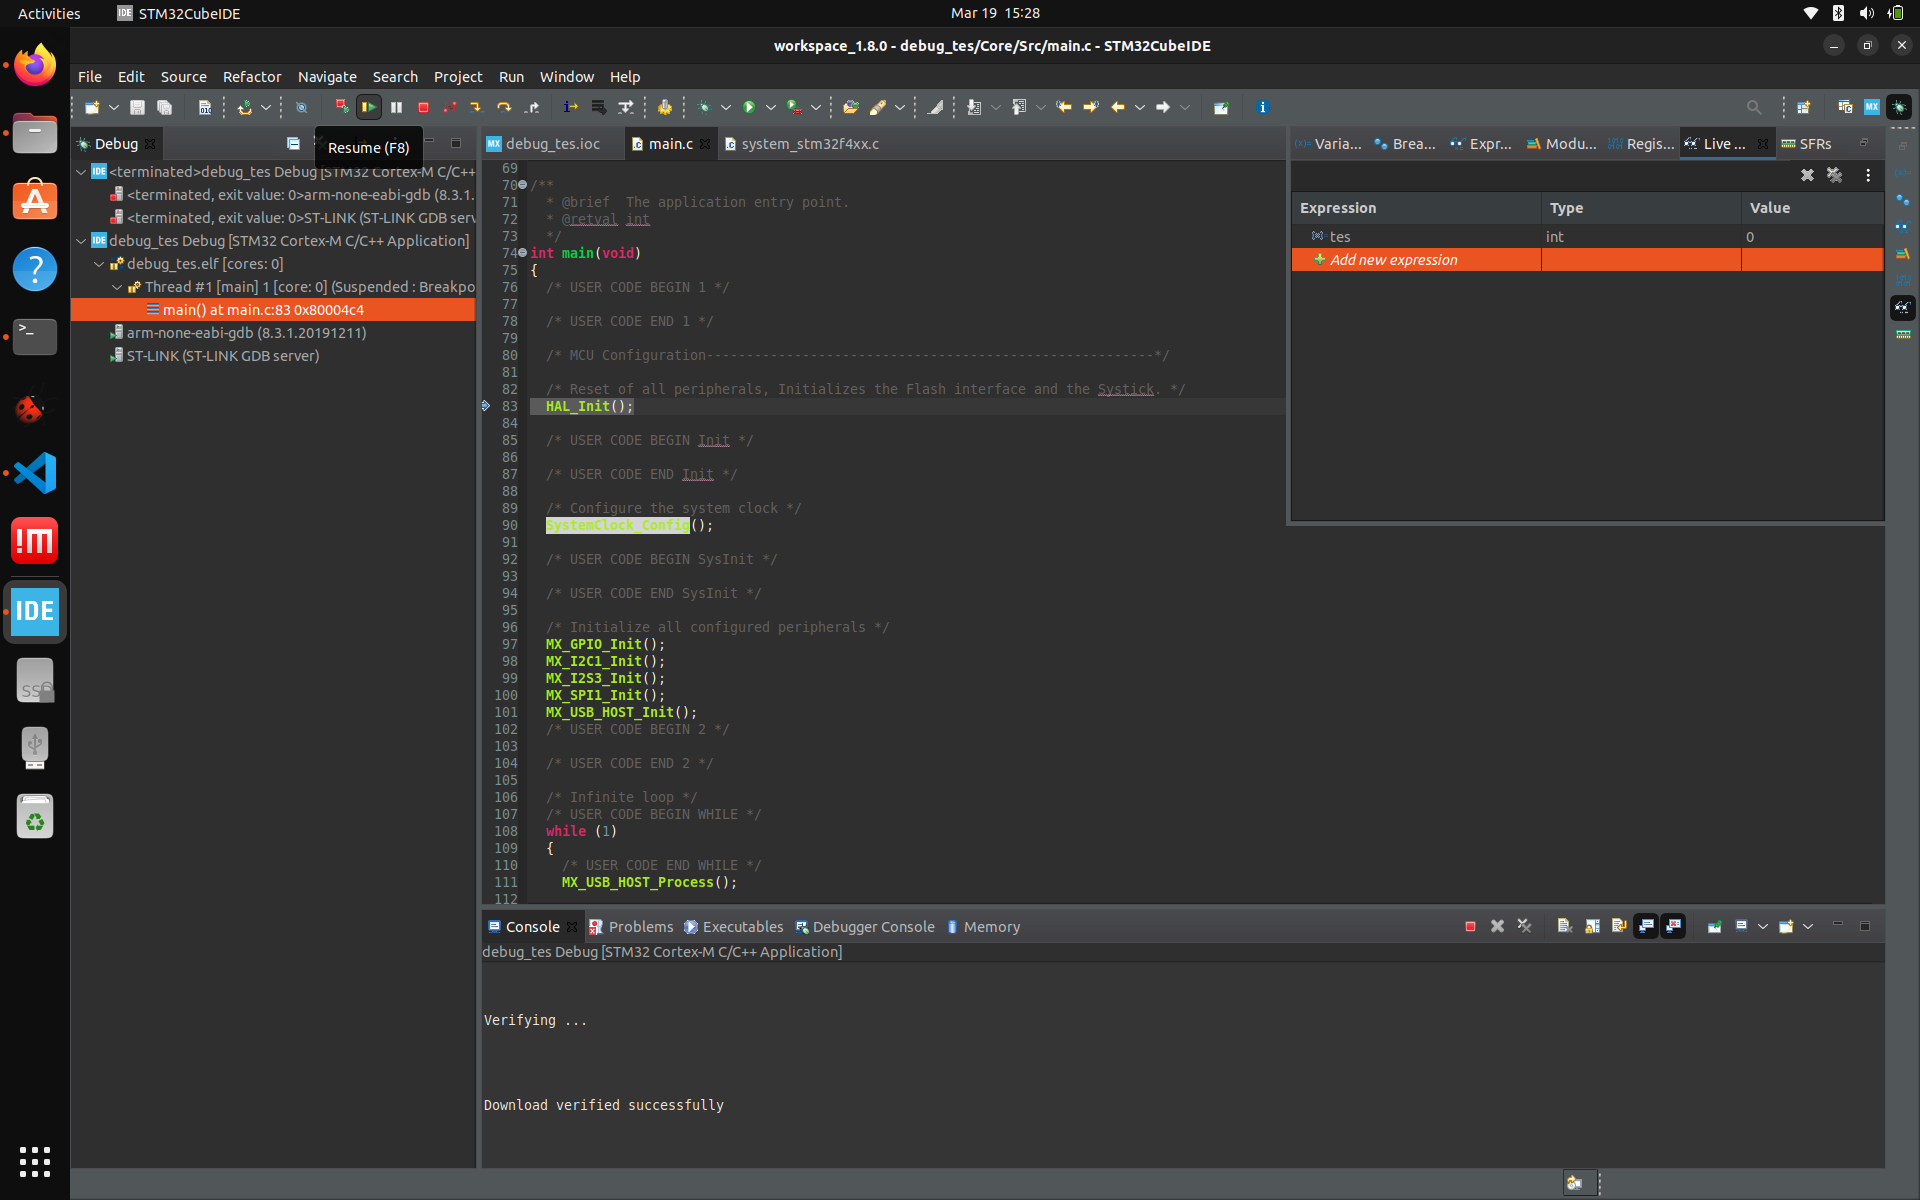 Activities
STM32CubeIDE
Mar 19 15:28
workspace_1.8.0 - debug_tes/Core/Src/main.c - STM32CubeIDE
File Edit Source Refactor Navigate Search Project Run Window Help
Debug
Resume (F8)
<terminated>debug_tes Debug [STM32 Cortex-M C/C++
<terminated, exit value: 0>arm-none-eabi-gdb (8.3.1.
<terminated, exit value: 0>ST-LINK (ST-LINK GDB serv
debug_tes Debug [STM32 Cortex-M C/C++ Application]
debug_tes.elf [cores: 0]
Thread #1 [main] 1 [core: 0] (Suspended : Breakpo
main() at main.c:83 0x80004c4
arm-none-eabi-gdb (8.3.1.20191211)
ST-LINK (ST-LINK GDB server)
debug_tes.ioc main.c system_stm32f4xx.c
69
70 /**
71 * @brief The application entry point.
72 * @retval int
73 */
74 int main(void)
75 {
76 /* USER CODE BEGIN 1 */
77
78 /* USER CODE END 1 */
79
80 /* MCU Configuration--------------------------------------------------------*/
81
82 /* Reset of all peripherals, Initializes the Flash interface and the Systick. */
83 HAL_Init();
84
85 /* USER CODE BEGIN Init */
86
87 /* USER CODE END Init */
88
89 /* Configure the system clock */
90 SystemClock_Config();
91
92 /* USER CODE BEGIN SysInit */
93
94 /* USER CODE END SysInit */
95
96 /* Initialize all configured peripherals */
97 MX_GPIO_Init();
98 MX_I2C1_Init();
99 MX_I2S3_Init();
100 MX_SPI1_Init();
101 MX_USB_HOST_Init();
102 /* USER CODE BEGIN 2 */
103
104 /* USER CODE END 2 */
105
106 /* Infinite loop */
107 /* USER CODE BEGIN WHILE */
108 while (1)
109 {
110 /* USER CODE END WHILE */
111 MX_USB_HOST_Process();
112
Varia... Brea... Expr... Modu... Regis... Live ... SFRs
Expression Type Value
tes int 0
Add new expression
Console Problems Executables Debugger Console Memory
debug_tes Debug [STM32 Cortex-M C/C++ Application]
Verifying ...
Download verified successfully
IDE
SSD